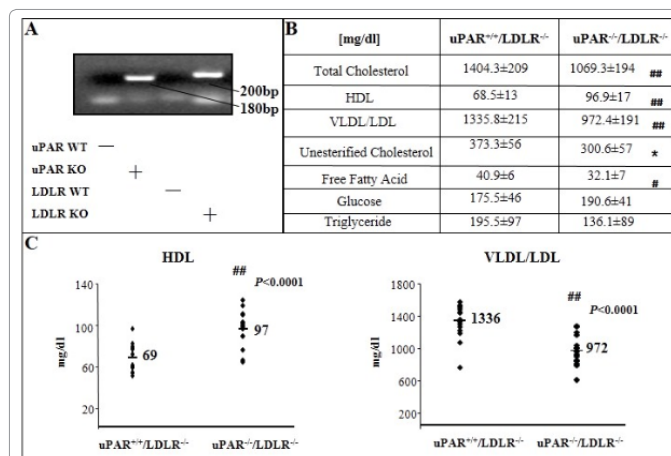 A
200bp
180bp
uPAR WT —
uPAR KO +
LDLR WT —
LDLR KO +
B
[mg/dl] uPAR+/+/LDLR-/- uPAR-/-/LDLR-/-
Total Cholesterol 1404.3±209 1069.3±194 ##
HDL 68.5±13 96.9±17 ##
VLDL/LDL 1335.8±215 972.4±191 ##
Unesterified Cholesterol 373.3±56 300.6±57 *
Free Fatty Acid 40.9±6 32.1±7 #
Glucose 175.5±46 190.6±41
Triglyceride 195.5±97 136.1±89
C
HDL
##
P<0.0001
140
100
60
20
mg/dl
69
97
uPAR+/+/LDLR-/- uPAR-/-/LDLR-/-
VLDL/LDL
##
P<0.0001
1800
1400
1000
600
200
mg/dl
1336
972
uPAR+/+/LDLR-/- uPAR-/-/LDLR-/-